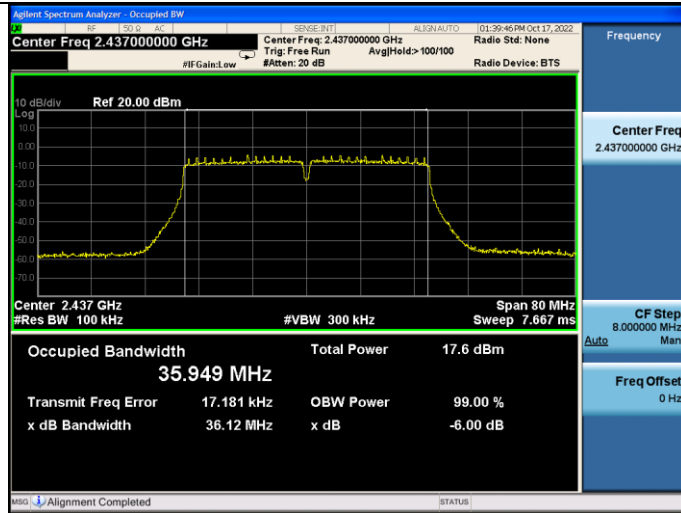 Agilent Spectrum Analyzer - Occupied BW
RF 50 Ω AC SENSE:INT ALIGN AUTO 01:39:46 PM Oct 17, 2022
Center Freq 2.437000000 GHz Center Freq: 2.437000000 GHz Radio Std: None Frequency
Trig: Free Run Avg|Hold:> 100/100
#IFGain:Low #Atten: 20 dB Radio Device: BTS
10 dB/div Ref 20.00 dBm
Log
10.0
0.00
-10.0
-20.0
-30.0
-40.0
-50.0
-60.0
-70.0
Center Freq
2.437000000 GHz
Center 2.437 GHz Span 80 MHz
#Res BW 100 kHz #VBW 300 kHz Sweep 7.667 ms
CF Step
8.000000 MHz
Auto Man
Occupied Bandwidth Total Power 17.6 dBm
35.949 MHz
Transmit Freq Error 17.181 kHz OBW Power 99.00 %
x dB Bandwidth 36.12 MHz x dB -6.00 dB
Freq Offset
0 Hz
MSG Alignment Completed STATUS